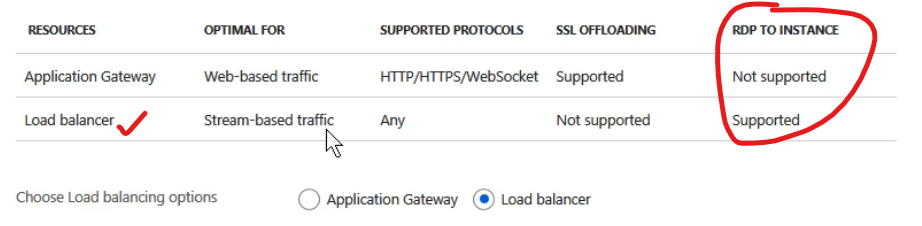 RESOURCES OPTIMAL FOR SUPPORTED PROTOCOLS SSL OFFLOADING RDP TO INSTANCE
Application Gateway Web-based traffic HTTP/HTTPS/WebSocket Supported Not supported
Load balancer Stream-based traffic Any Not supported Supported
Choose Load balancing options Application Gateway Load balancer